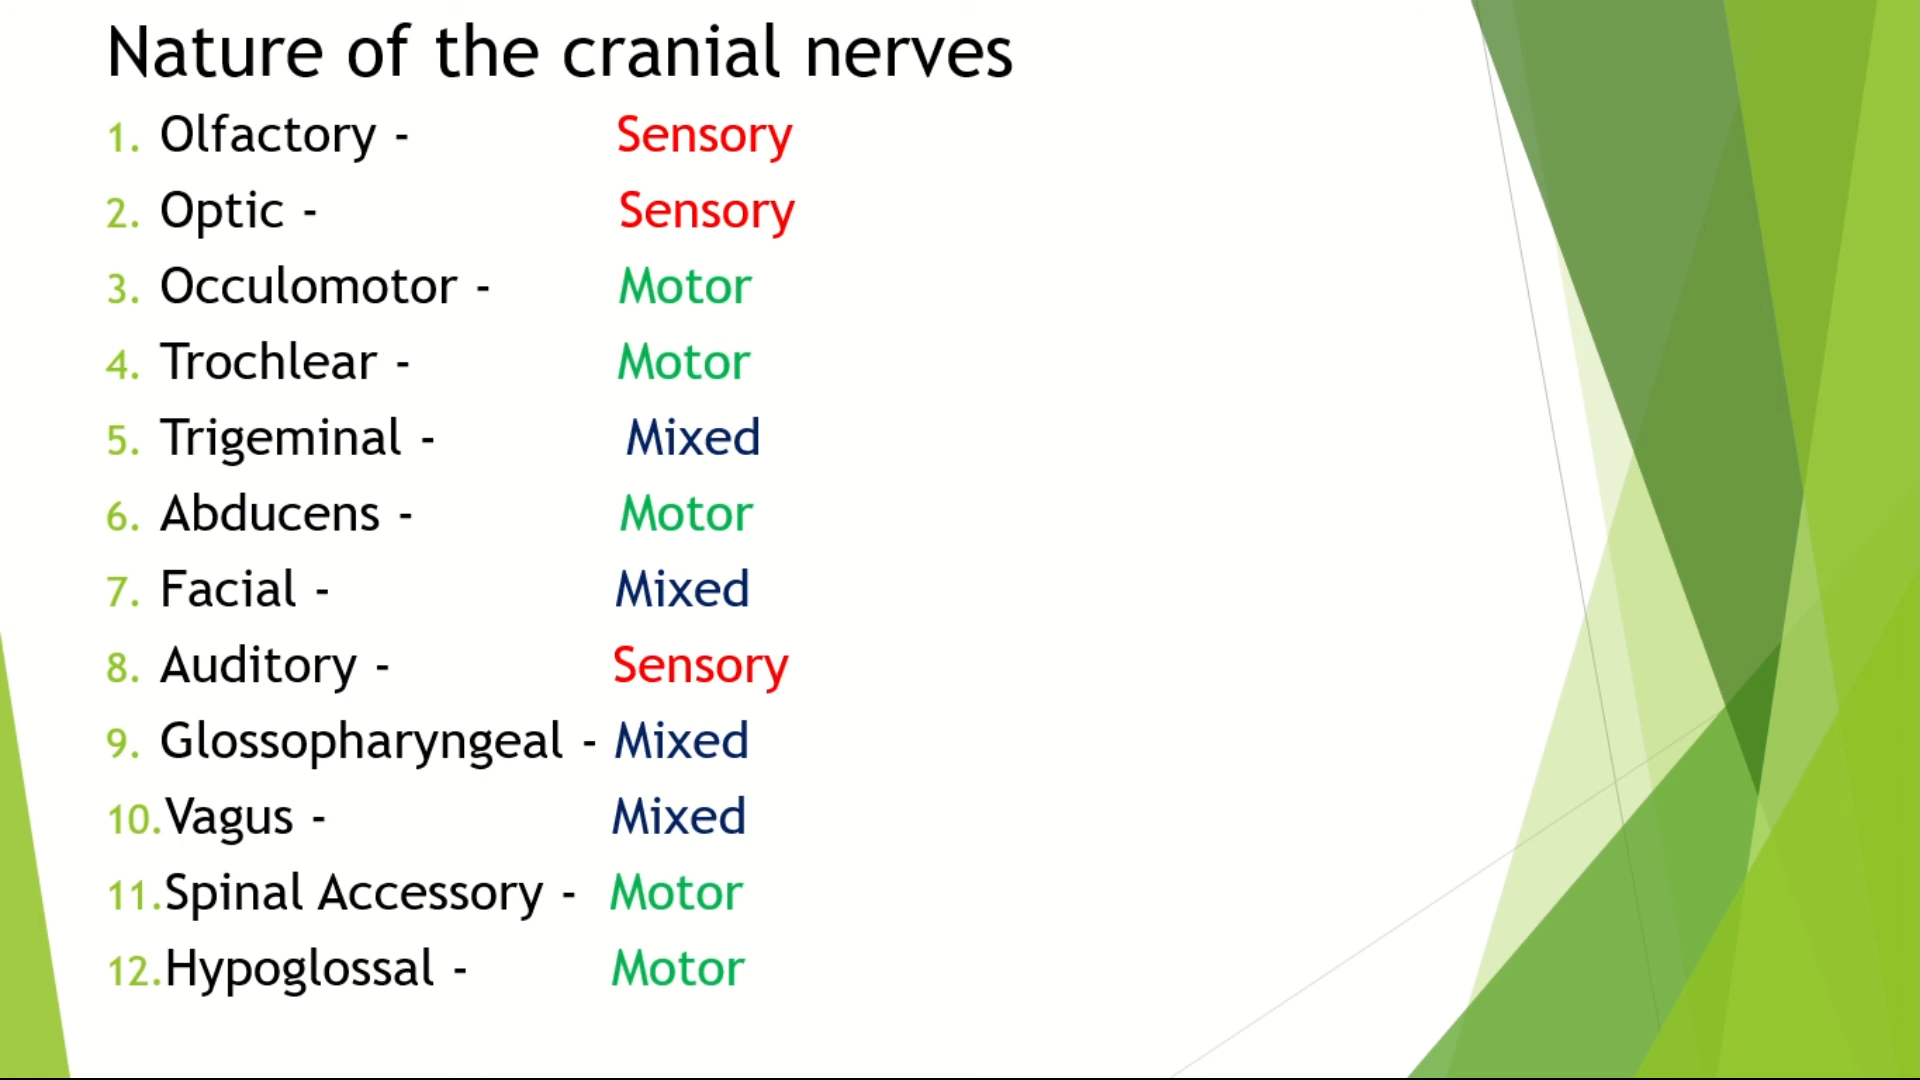 Nature of the cranial nerves
1. Olfactory - Sensory
2. Optic - Sensory
3. Occulomotor - Motor
4. Trochlear - Motor
5. Trigeminal - Mixed
6. Abducens - Motor
7. Facial - Mixed
8. Auditory - Sensory
9. Glossopharyngeal - Mixed
10. Vagus - Mixed
11. Spinal Accessory - Motor
12. Hypoglossal - Motor